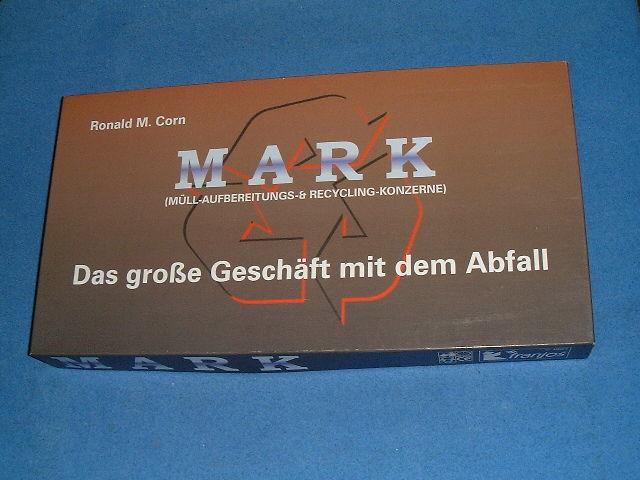 Ronald M. Corn
MARK
(MÜLL-AUFBEREITUNGS-& RECYCLING-KONZERNE)
Das große Geschäft mit dem Abfall
MARK
franjos